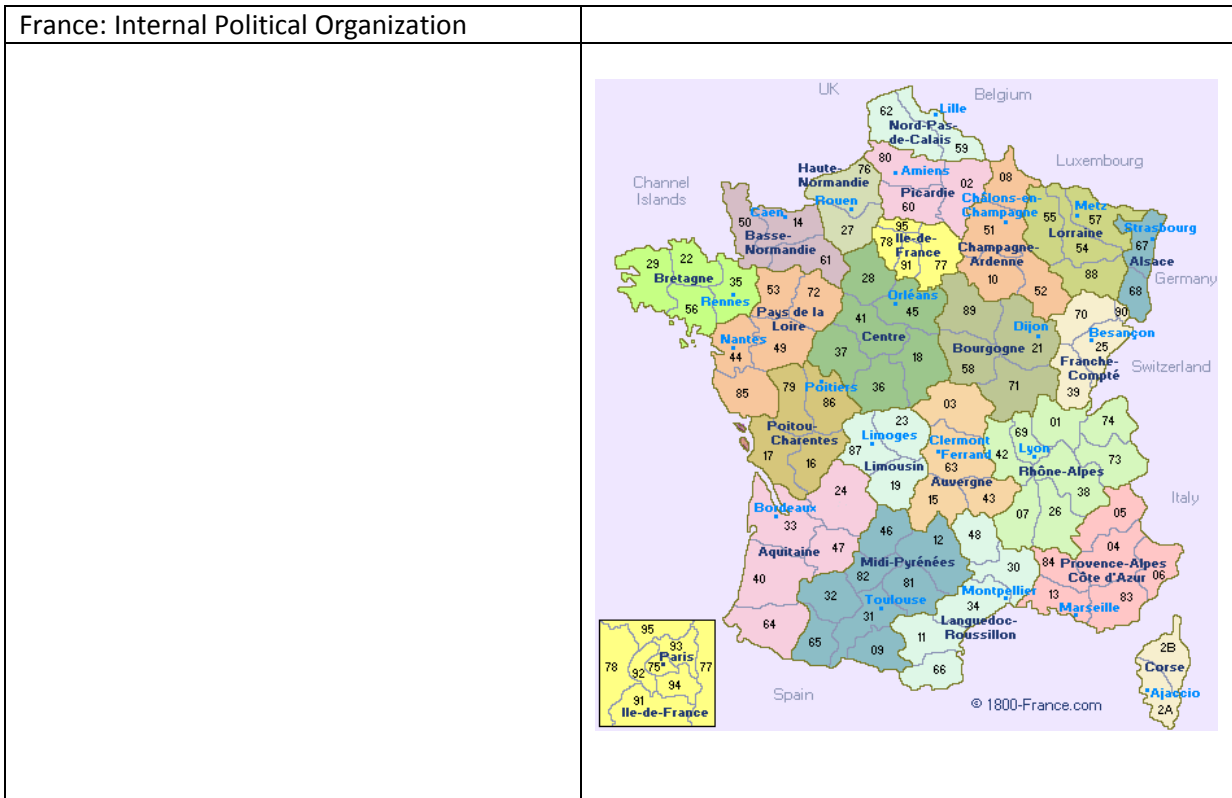 France: Internal Political Organization
UK
Belgium
Lille
62
Nord-Pas-
de-Calais
59
Luxembourg
80
Haute-
Normandie
76
Amiens
02
08
Channel
Islands
Picardie
60
Rouen
27
Châlons-en-
Champagne
51
Metz
55
57
Lorraine
54
88
Strasbourg
67
Alsace
68
Germany
Caen
50
14
Basse-
Normandie
61
95
Ile-de-
France
78
91
77
Champagne-
Ardenne
10
52
29
22
Bretagne
35
56
Rennes
53
72
Pays de la
Loire
Nantes
44
49
85
28
Orléans
45
41
Centre
37
18
36
89
Dijon
21
Bourgogne
58
71
70
90
Besançon
25
Franche-
Compté
39
Switzerland
79
Poitiers
86
Poitou-
Charentes
17
16
23
Limoges
87
Limousin
19
03
Clermont
Ferrand
63
Auvergne
15
43
69
01
74
Lyon
42
Rhône-Alpes
73
38
07
26
Italy
24
Bordeaux
33
Aquitaine
47
40
64
46
12
Midi-Pyrénées
82
81
32
Toulouse
31
65
09
48
30
Montpellier
34
Languedoc-
Roussillon
11
66
05
04
84
Provence-Alpes
Côte d'Azur
06
13
83
Marseille
95
93
Paris
78
92
75
77
94
91
Ile-de-France
Spain
© 1800-France.com
2B
Corse
Ajaccio
2A